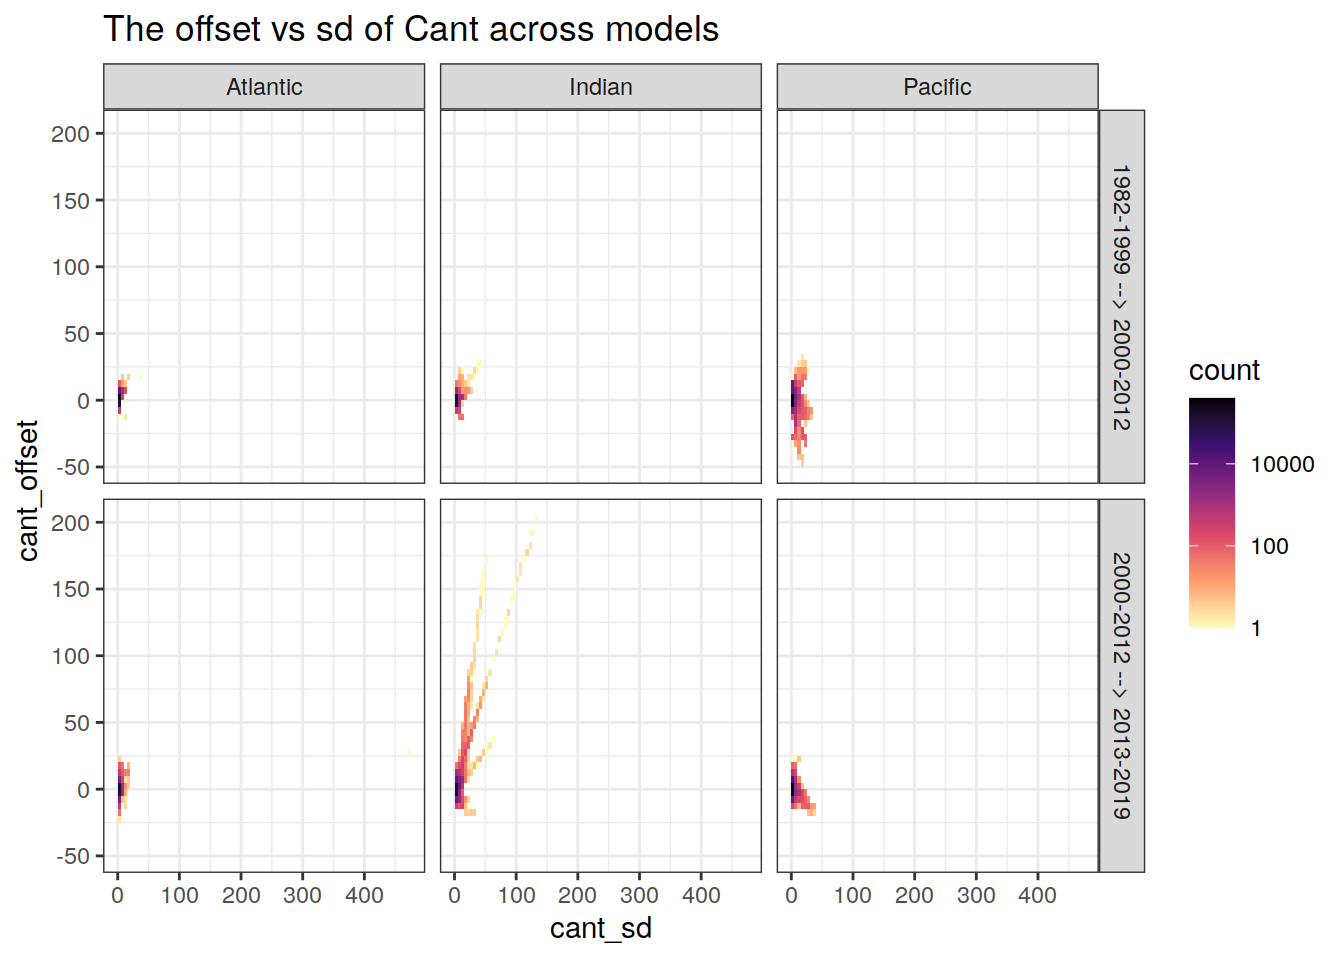 The offset vs sd of Cant across models
Atlantic
Indian
Pacific
200
150
100
50
0
-50
1982-1999 --> 2000-2012
200
150
100
50
0
-50
2000-2012 --> 2013-2019
0 100 200 300 400
0 100 200 300 400
0 100 200 300 400
cant_sd
cant_offset
count
10000
100
1